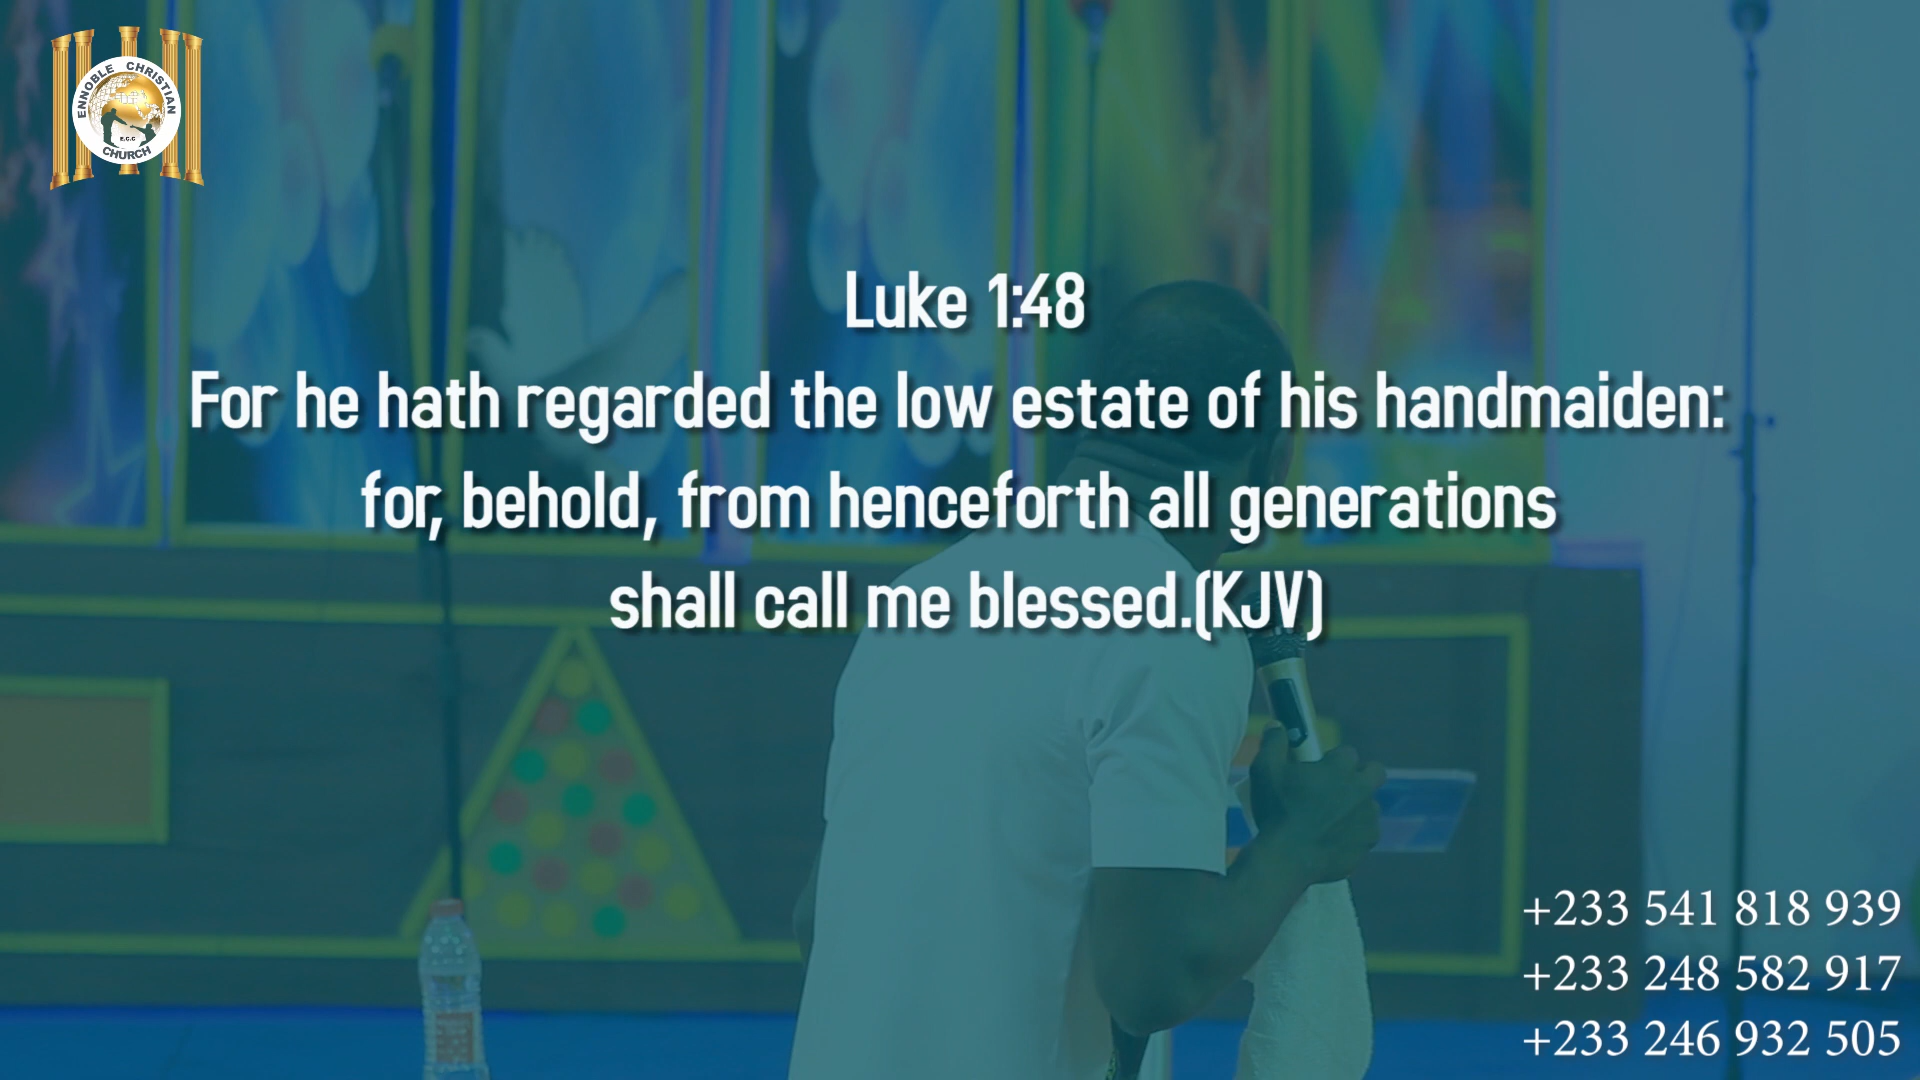 ENNOBLE CHRISTIAN
E.C.C
CHURCH
Luke 1:48
For he hath regarded the low estate of his handmaiden:
for, behold, from henceforth all generations
shall call me blessed.(KJV)
+233 541 818 939
+233 248 582 917
+233 246 932 505